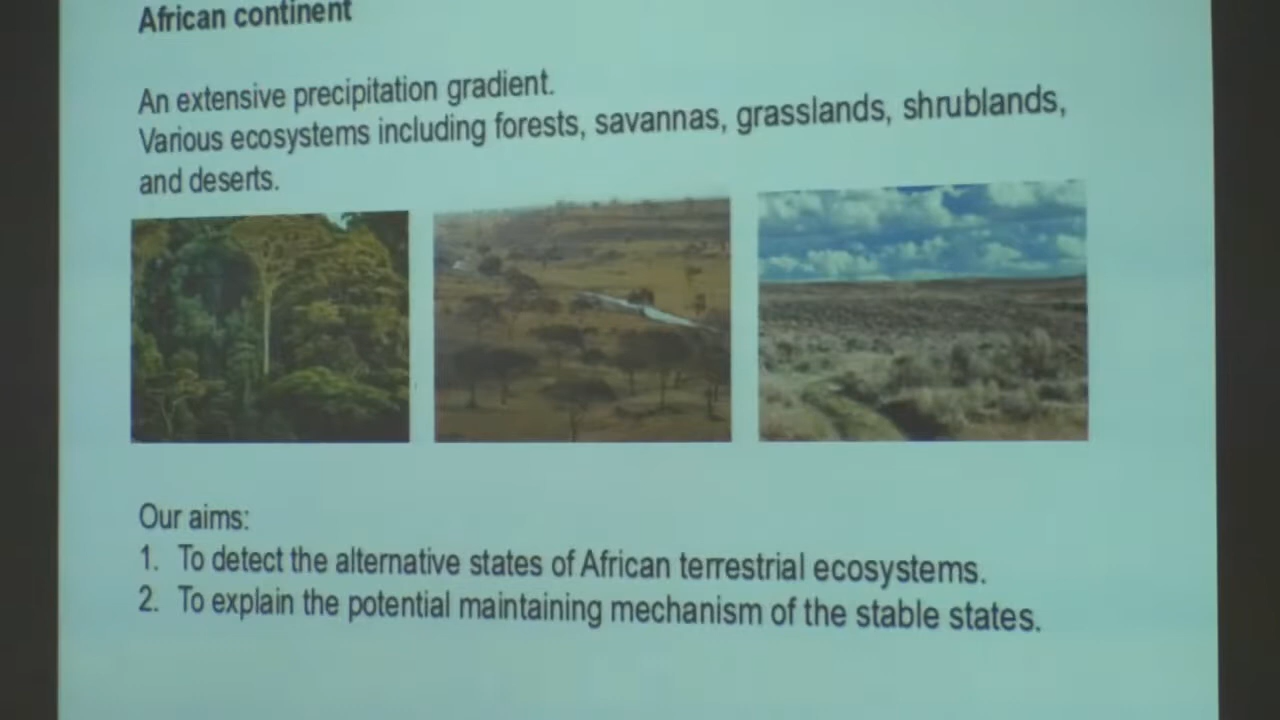 African continent
An extensive precipitation gradient.
Various ecosystems including forests, savannas, grasslands, shrublands,
and deserts.
Our aims:
1. To detect the alternative states of African terrestrial ecosystems.
2. To explain the potential maintaining mechanism of the stable states.